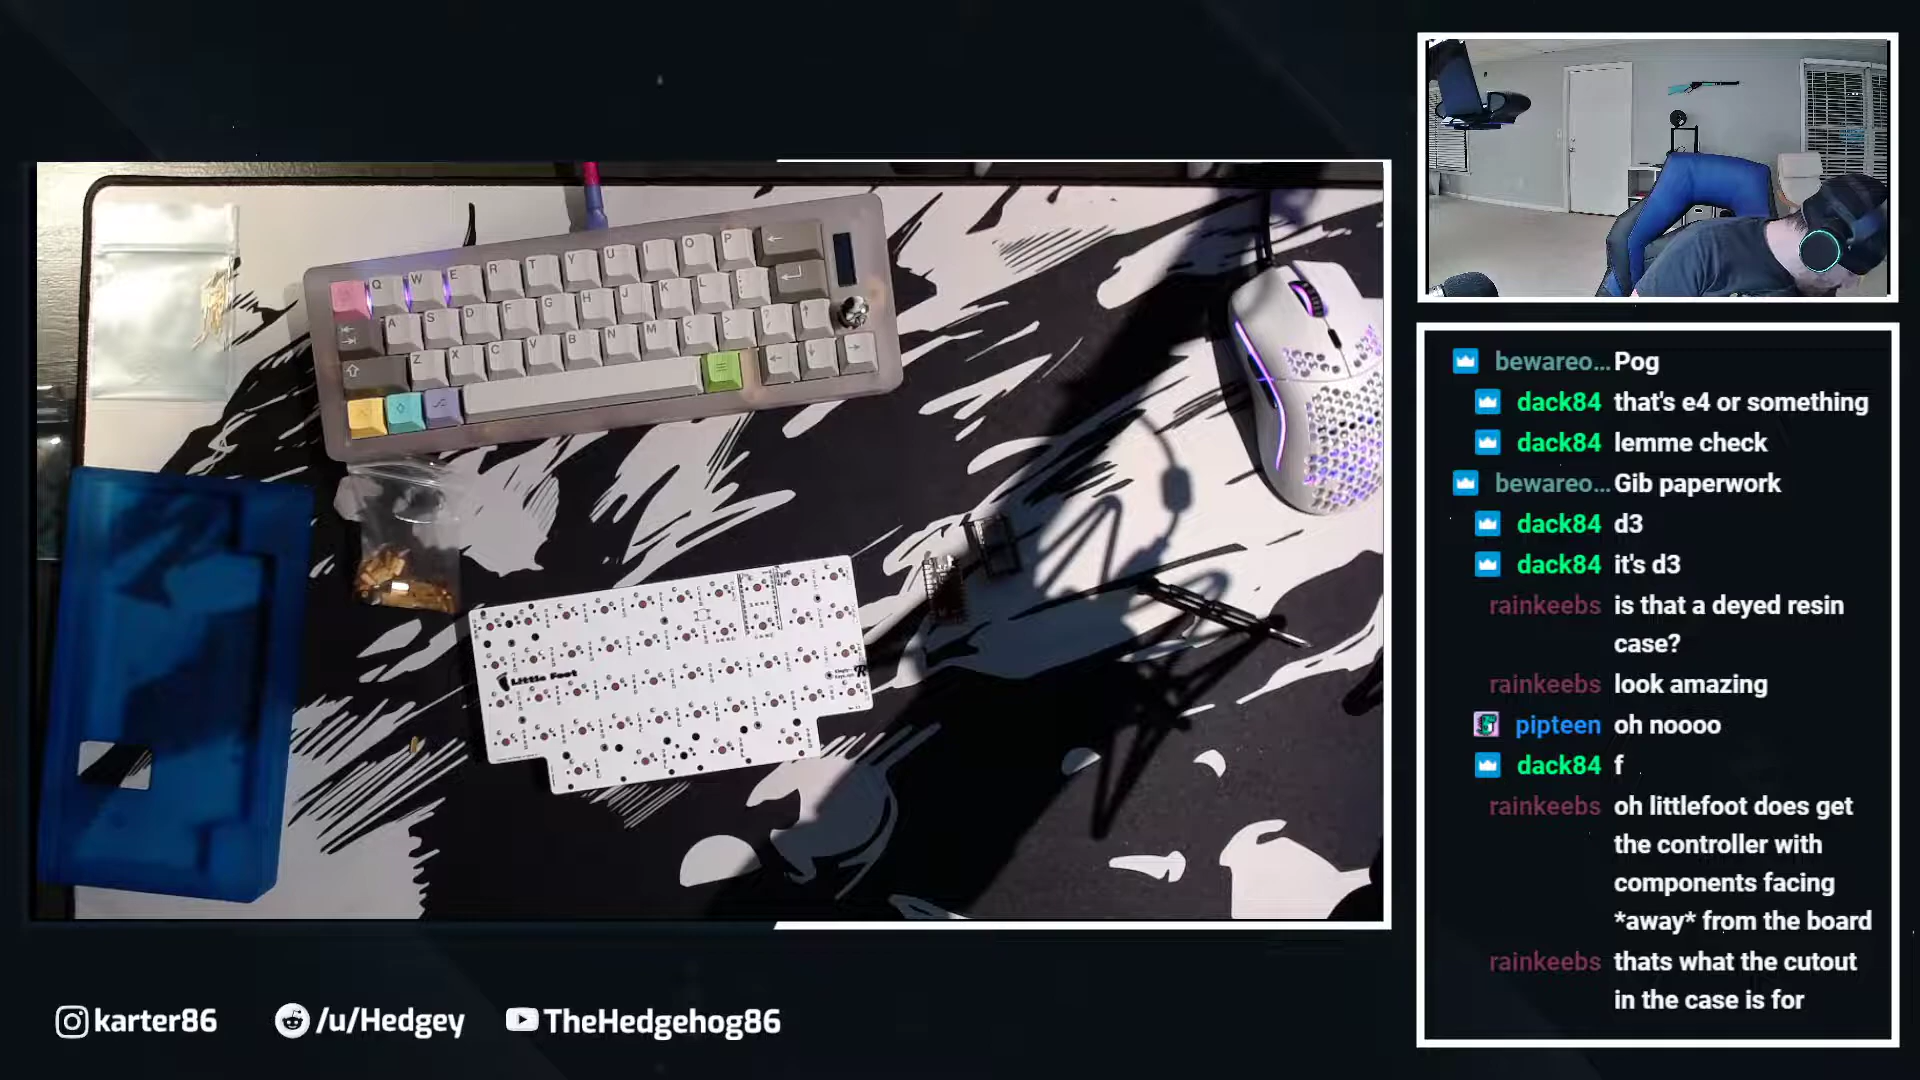 Q W E R T Y U I O P
A S D F G H J K L
Z X C V B N M < > ?
Little Foot
bewareo... Pog
dack84 that's e4 or something
dack84 lemme check
bewareo... Gib paperwork
dack84 d3
dack84 it's d3
rainkeebs is that a deyed resin
case?
rainkeebs look amazing
pipteen oh noooo
dack84 f
rainkeebs oh littlefoot does get
the controller with
components facing
*away* from the board
rainkeebs thats what the cutout
in the case is for
karter86 /u/Hedgey TheHedgehog86